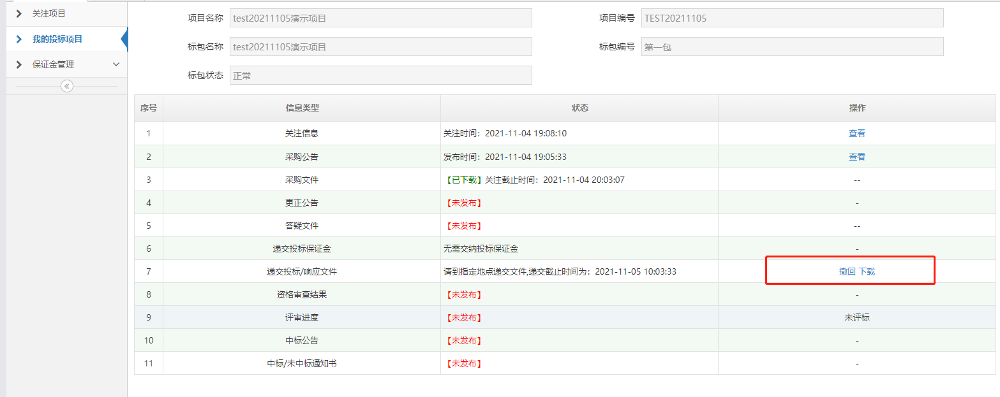 关注项目
我的投标项目
保证金管理
项目名称 test20211105演示项目 项目编号 TEST20211105
标包名称 test20211105演示项目 标包编号 第一包
标包状态 正常
序号 信息类型 状态 操作
1 关注信息 关注时间：2021-11-04 19:08:10 查看
2 采购公告 发布时间：2021-11-04 19:05:33 查看
3 采购文件 【已下载】关注截止时间：2021-11-04 20:03:07 --
4 更正公告 【未发布】 -
5 答疑文件 【未发布】 --
6 递交投标保证金 无需交纳投标保证金 -
7 递交投标/响应文件 请到指定地点递交文件,递交截止时间为：2021-11-05 10:03:33 撤回 下载
8 资格审查结果 【未发布】 -
9 评审进度 【未发布】 未评标
10 中标公告 【未发布】 -
11 中标/未中标通知书 【未发布】 -